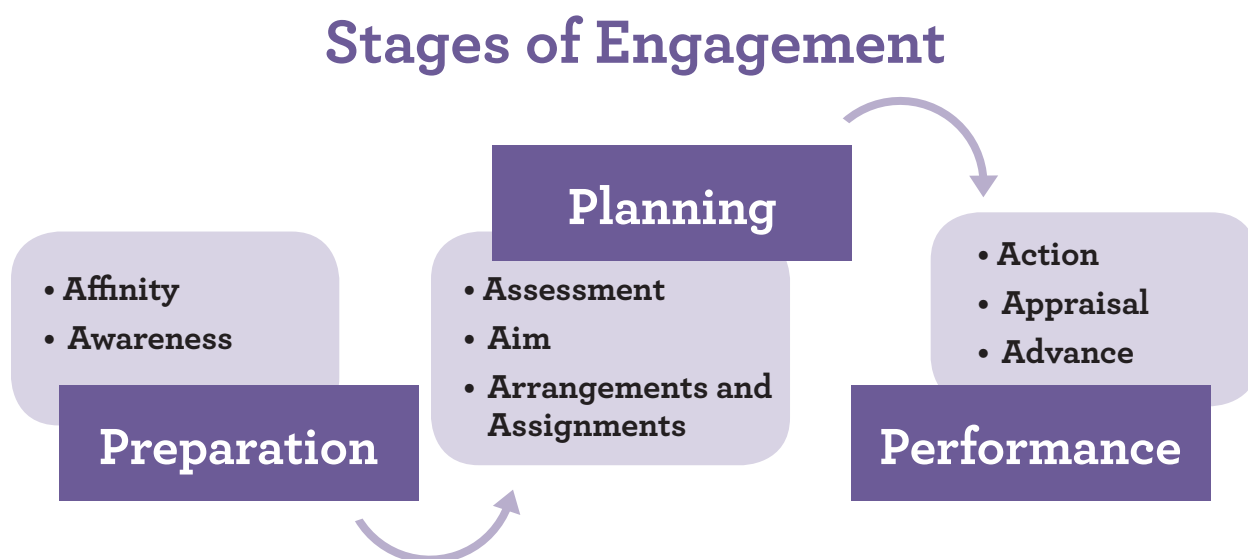 Stages of Engagement
• Affinity
• Awareness
Preparation
Planning
• Assessment
• Aim
• Arrangements and
Assignments
• Action
• Appraisal
• Advance
Performance